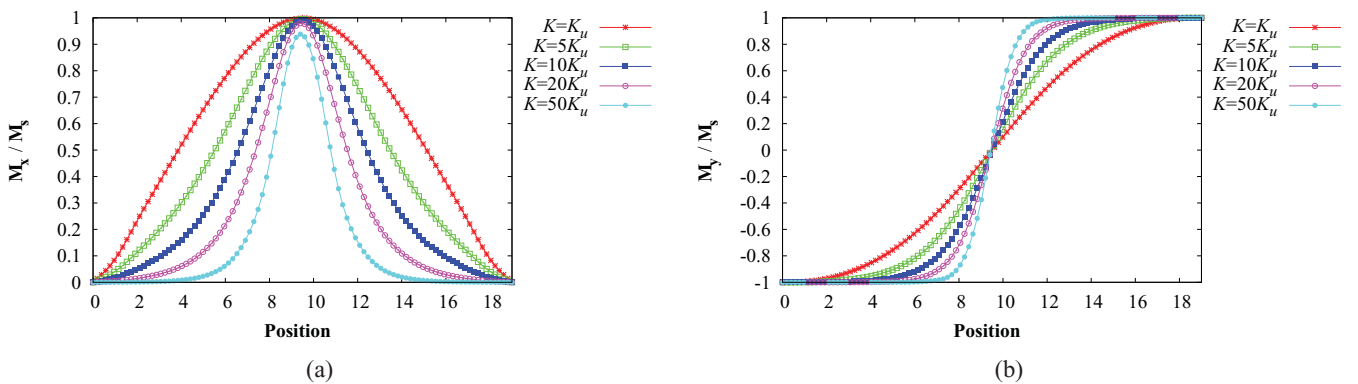 1
0.9
0.8
0.7
0.6
0.5
0.4
0.3
0.2
0.1
0
M_x / M_s
0 2 4 6 8 10 12 14 16 18
Position
K=K_u
K=5K_u
K=10K_u
K=20K_u
K=50K_u
(a)
1
0.8
0.6
0.4
0.2
0
-0.2
-0.4
-0.6
-0.8
-1
M_y / M_s
0 2 4 6 8 10 12 14 16 18
Position
K=K_u
K=5K_u
K=10K_u
K=20K_u
K=50K_u
(b)